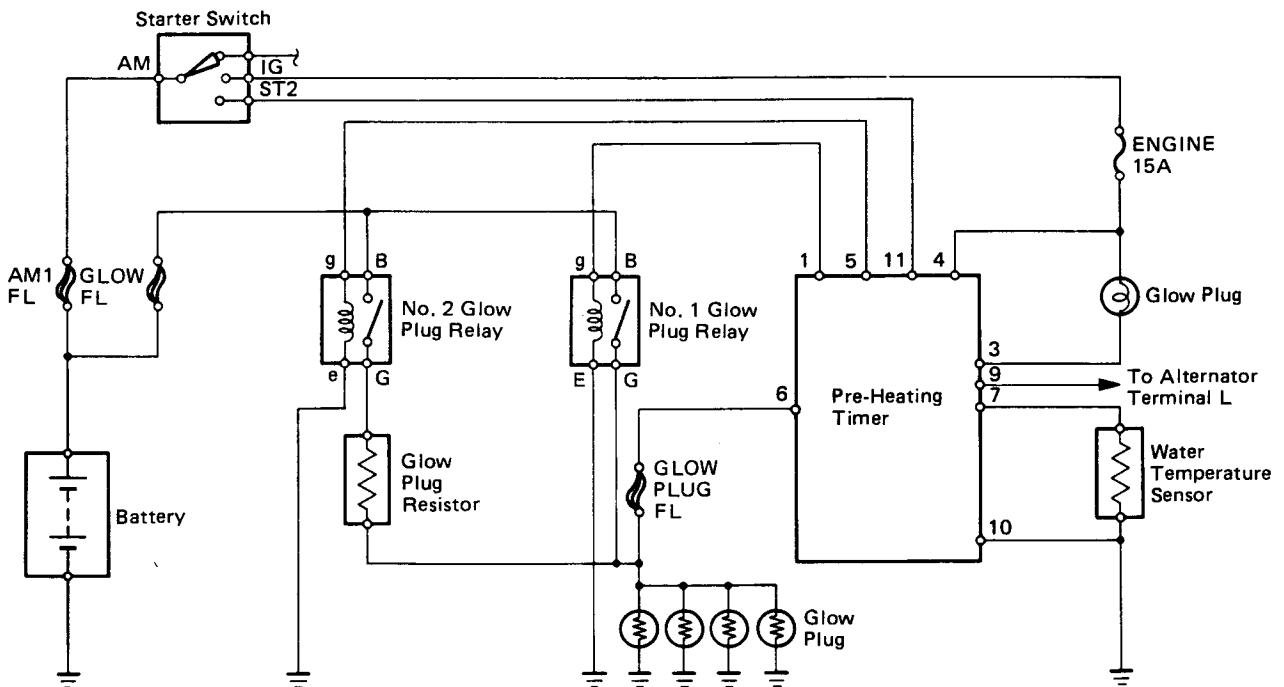 Starter Switch
AM
IG
ST2
ENGINE
15A
AM1
FL
GLOW
FL
g
B
No. 2 Glow
Plug Relay
e
G
g
B
No. 1 Glow
Plug Relay
E
G
1
5
11
4
Glow Plug
3
9
To Alternator
Terminal L
7
6
Pre-Heating
Timer
Water
Temperature
Sensor
10
Glow
Plug
Resistor
GLOW
PLUG
FL
Battery
Glow
Plug